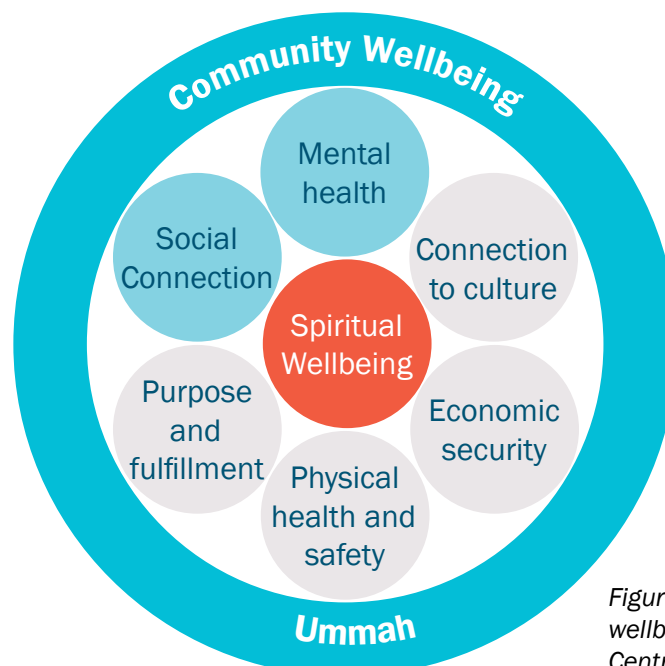 Community Wellbeing
Mental
health
Social
Connection
Connection
to culture
Spiritual
Wellbeing
Purpose
and
fulfillment
Economic
security
Physical
health and
safety
Ummah
Figur
wellb
Centr